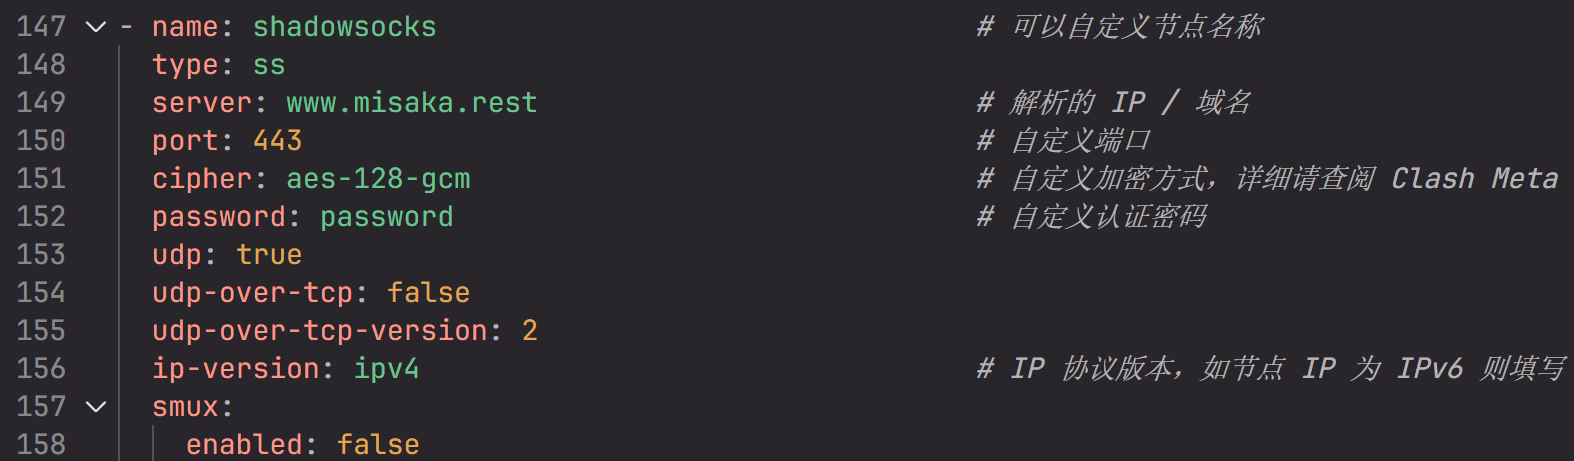 147 - name: shadowsocks # 可以自定义节点名称
148 type: ss
149 server: www.misaka.rest # 解析的 IP / 域名
150 port: 443 # 自定义端口
151 cipher: aes-128-gcm # 自定义加密方式，详细请查阅 Clash Meta
152 password: password # 自定义认证密码
153 udp: true
154 udp-over-tcp: false
155 udp-over-tcp-version: 2
156 ip-version: ipv4 # IP 协议版本，如节点 IP 为 IPv6 则填写
157 smux:
158 enabled: false